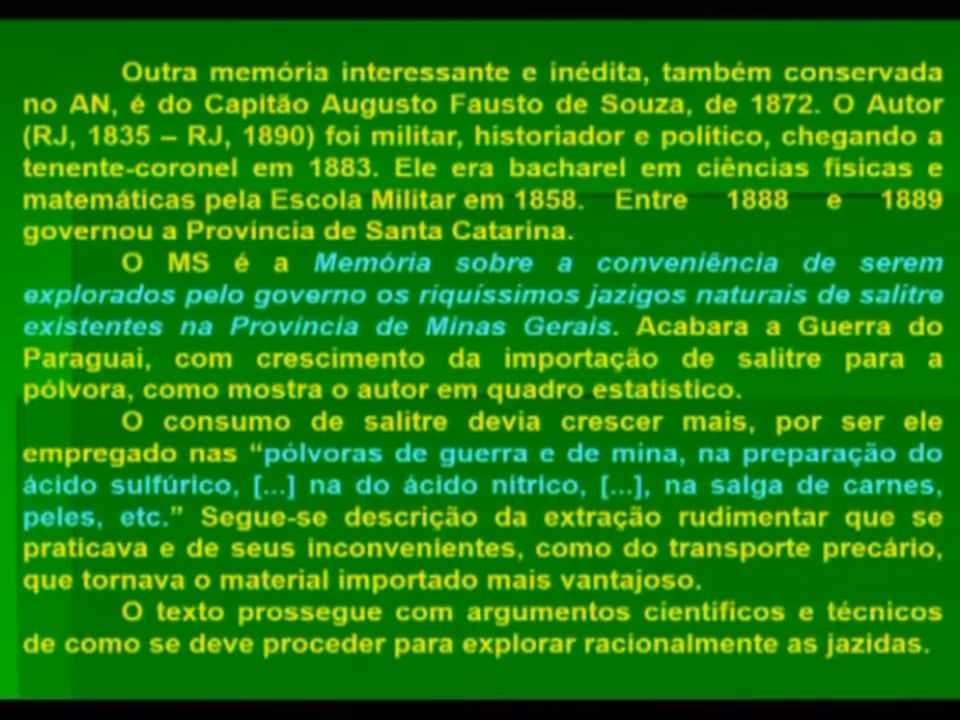 Outra memória interessante e inédita, também conservada
no AN, é do Capitão Augusto Fausto de Souza, de 1872. O Autor
(RJ, 1835 – RJ, 1890) foi militar, historiador e político, chegando a
tenente-coronel em 1883. Ele era bacharel em ciências físicas e
matemáticas pela Escola Militar em 1858. Entre 1888 e 1889
governou a Província de Santa Catarina.
O MS é a Memória sobre a conveniência de serem
explorados pelo governo os riquíssimos jazigos naturais de salitre
existentes na Província de Minas Gerais. Acabara a Guerra do
Paraguai, com crescimento da importação de salitre para a
pólvora, como mostra o autor em quadro estatístico.
O consumo de salitre devia crescer mais, por ser ele
empregado nas “pólvoras de guerra e de mina, na preparação do
ácido sulfúrico, [...] na do ácido nítrico, [...], na salga de carnes,
peles, etc.” Segue-se descrição da extração rudimentar que se
praticava e de seus inconvenientes, como do transporte precário,
que tornava o material importado mais vantajoso.
O texto prossegue com argumentos científicos e técnicos
de como se deve proceder para explorar racionalmente as jazidas.